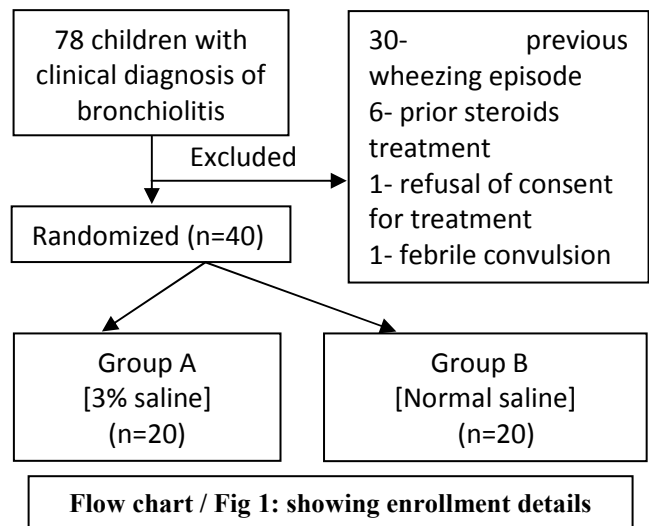 78 children with
clinical diagnosis of
bronchiolitis
30- previous
wheezing episode
6- prior steroids
treatment
1- refusal of consent
for treatment
1- febrile convulsion
Excluded
Randomized (n=40)
Group A
[3% saline]
(n=20)
Group B
[Normal saline]
(n=20)
Flow chart / Fig 1: showing enrollment details